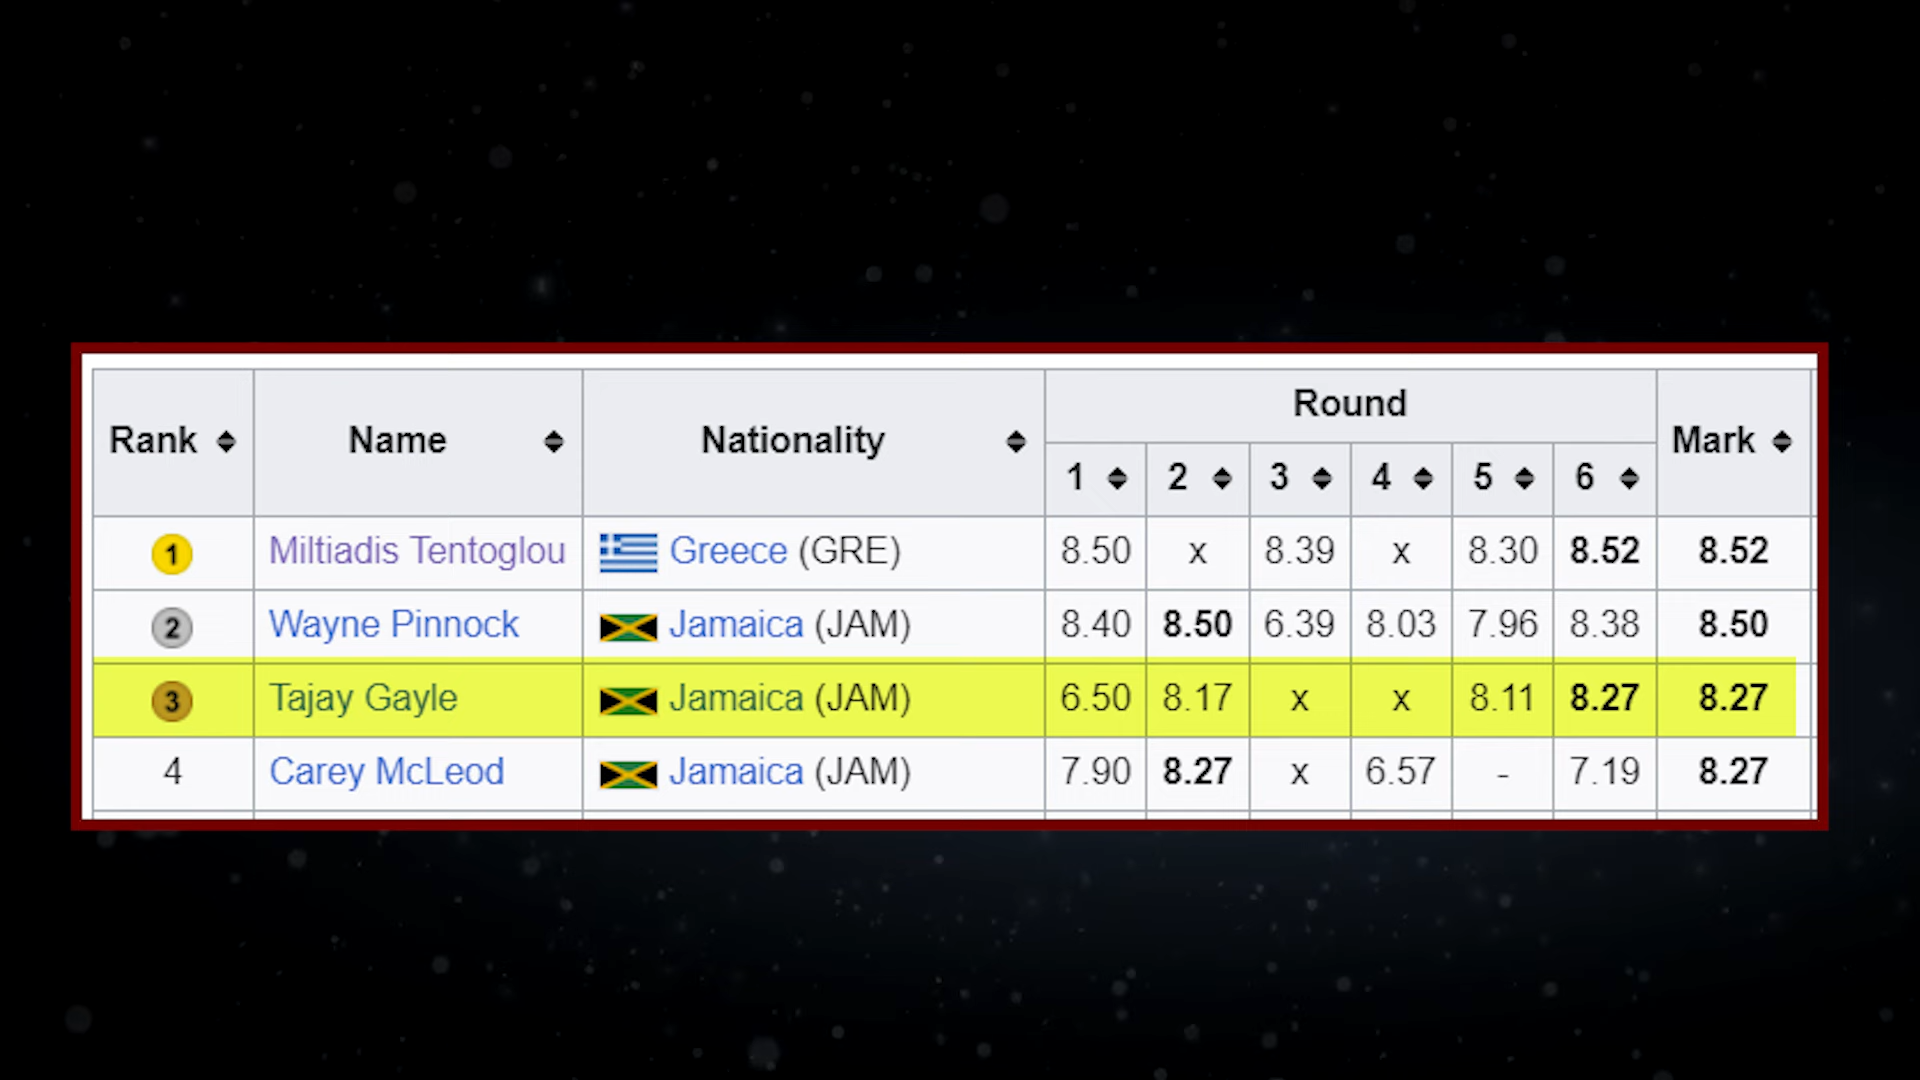 Rank Name Nationality Round Mark
1 2 3 4 5 6
1 Miltiadis Tentoglou Greece (GRE) 8.50 x 8.39 x 8.30 8.52 8.52
2 Wayne Pinnock Jamaica (JAM) 8.40 8.50 6.39 8.03 7.96 8.38 8.50
3 Tajay Gayle Jamaica (JAM) 6.50 8.17 x x 8.11 8.27 8.27
4 Carey McLeod Jamaica (JAM) 7.90 8.27 x 6.57 - 7.19 8.27